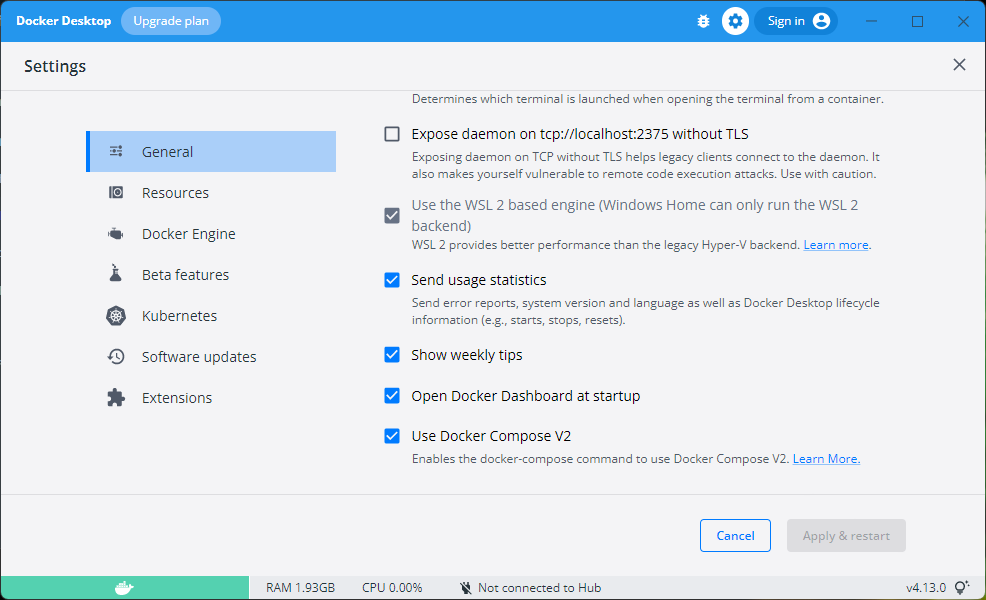 Docker Desktop Upgrade plan Sign in
Settings
Determines which terminal is launched when opening the terminal from a container.
General
Resources
Docker Engine
Beta features
Kubernetes
Software updates
Extensions
Expose daemon on tcp://localhost:2375 without TLS
Exposing daemon on TCP without TLS helps legacy clients connect to the daemon. It
also makes yourself vulnerable to remote code execution attacks. Use with caution.
Use the WSL 2 based engine (Windows Home can only run the WSL 2
backend)
WSL 2 provides better performance than the legacy Hyper-V backend. Learn more.
Send usage statistics
Send error reports, system version and language as well as Docker Desktop lifecycle
information (e.g., starts, stops, resets).
Show weekly tips
Open Docker Dashboard at startup
Use Docker Compose V2
Enables the docker-compose command to use Docker Compose V2. Learn More.
Cancel Apply & restart
RAM 1.93GB CPU 0.00% Not connected to Hub v4.13.0